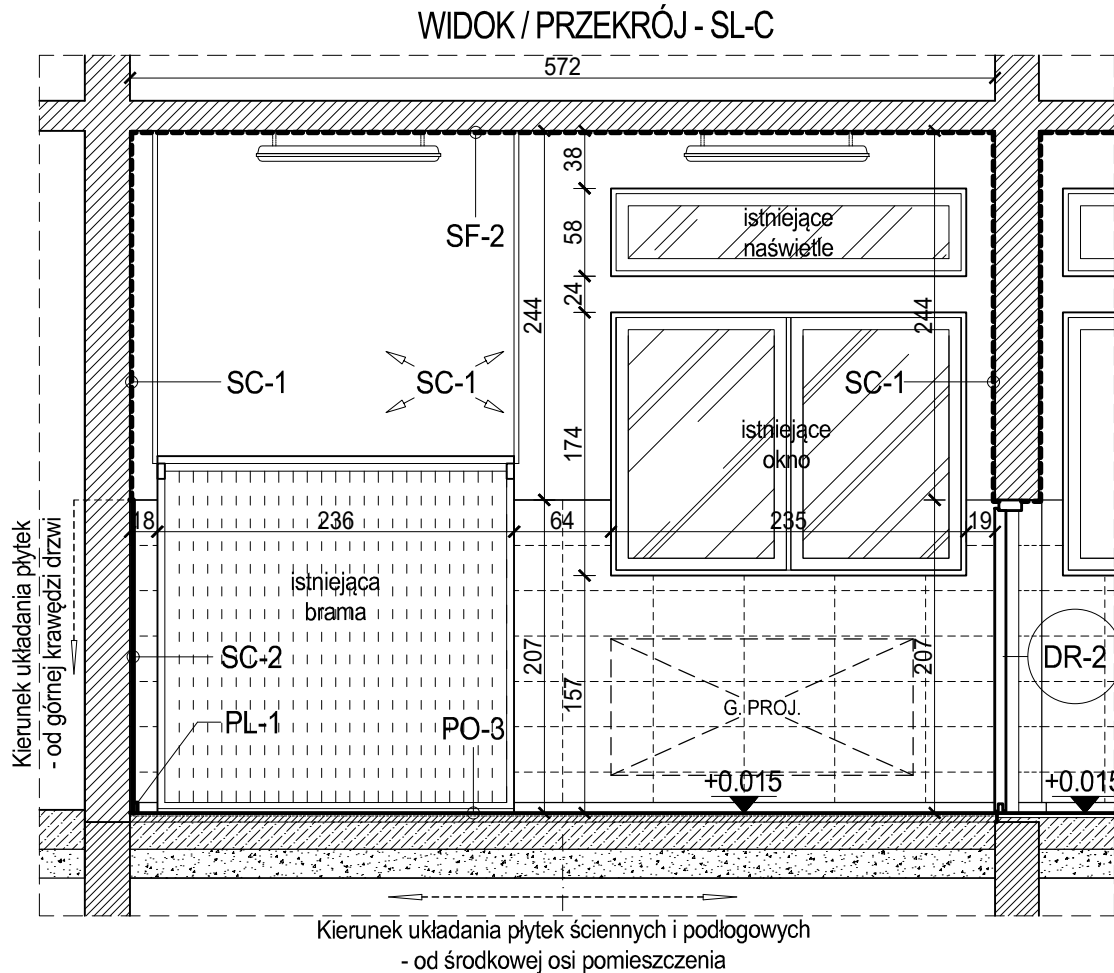 WIDOK / PRZEKRÓJ - SL-C
572
38
SF-2
58
istniejące
naświetle
24
244
244
SC-1
SC-1
SC-1
174
istniejące
okno
18
236
64
235
19
istniejąca
brama
Kierunek układania płytek
- od górnej krawędzi drzwi
SC-2
207
157
207
DR-2
PL-1
PO-3
G. PROJ.
+0.015
+0.015
Kierunek układania płytek ściennych i podłogowych
- od środkowej osi pomieszczenia